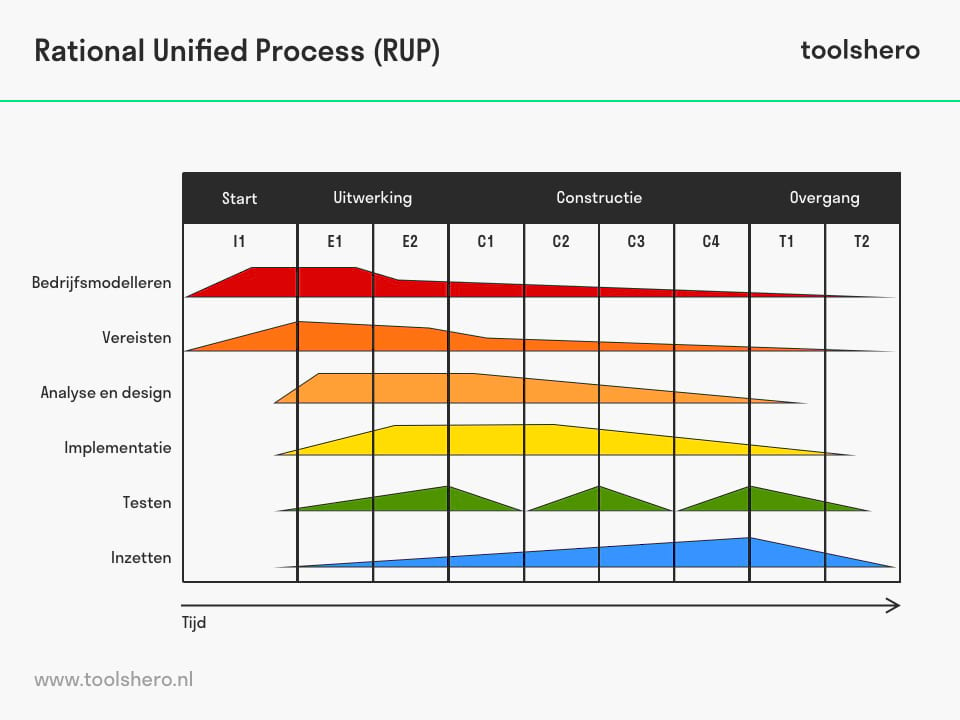 Rational Unified Process (RUP)
toolshero
Start Uitwerking Constructie Overgang
I1 E1 E2 C1 C2 C3 C4 T1 T2
Bedrijfsmodelleren
Vereisten
Analyse en design
Implementatie
Testen
Inzetten
Tijd
www.toolshero.nl